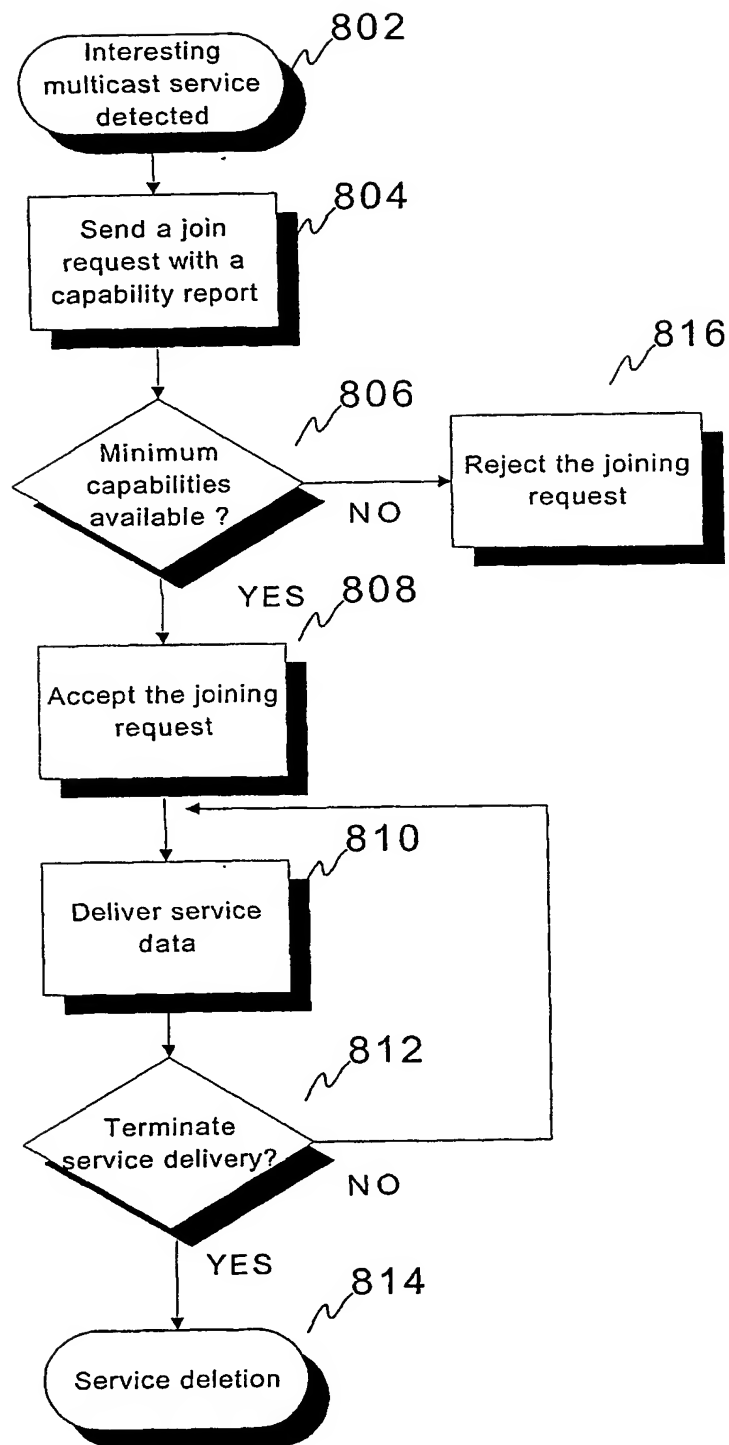 802
Interesting
multicast service
detected
804
Send a join
request with a
capability report
806
Minimum
capabilities
available ?
NO
816
Reject the joining
request
YES
808
Accept the joining
request
810
Deliver service
data
812
Terminate
service delivery?
NO
YES
814
Service deletion